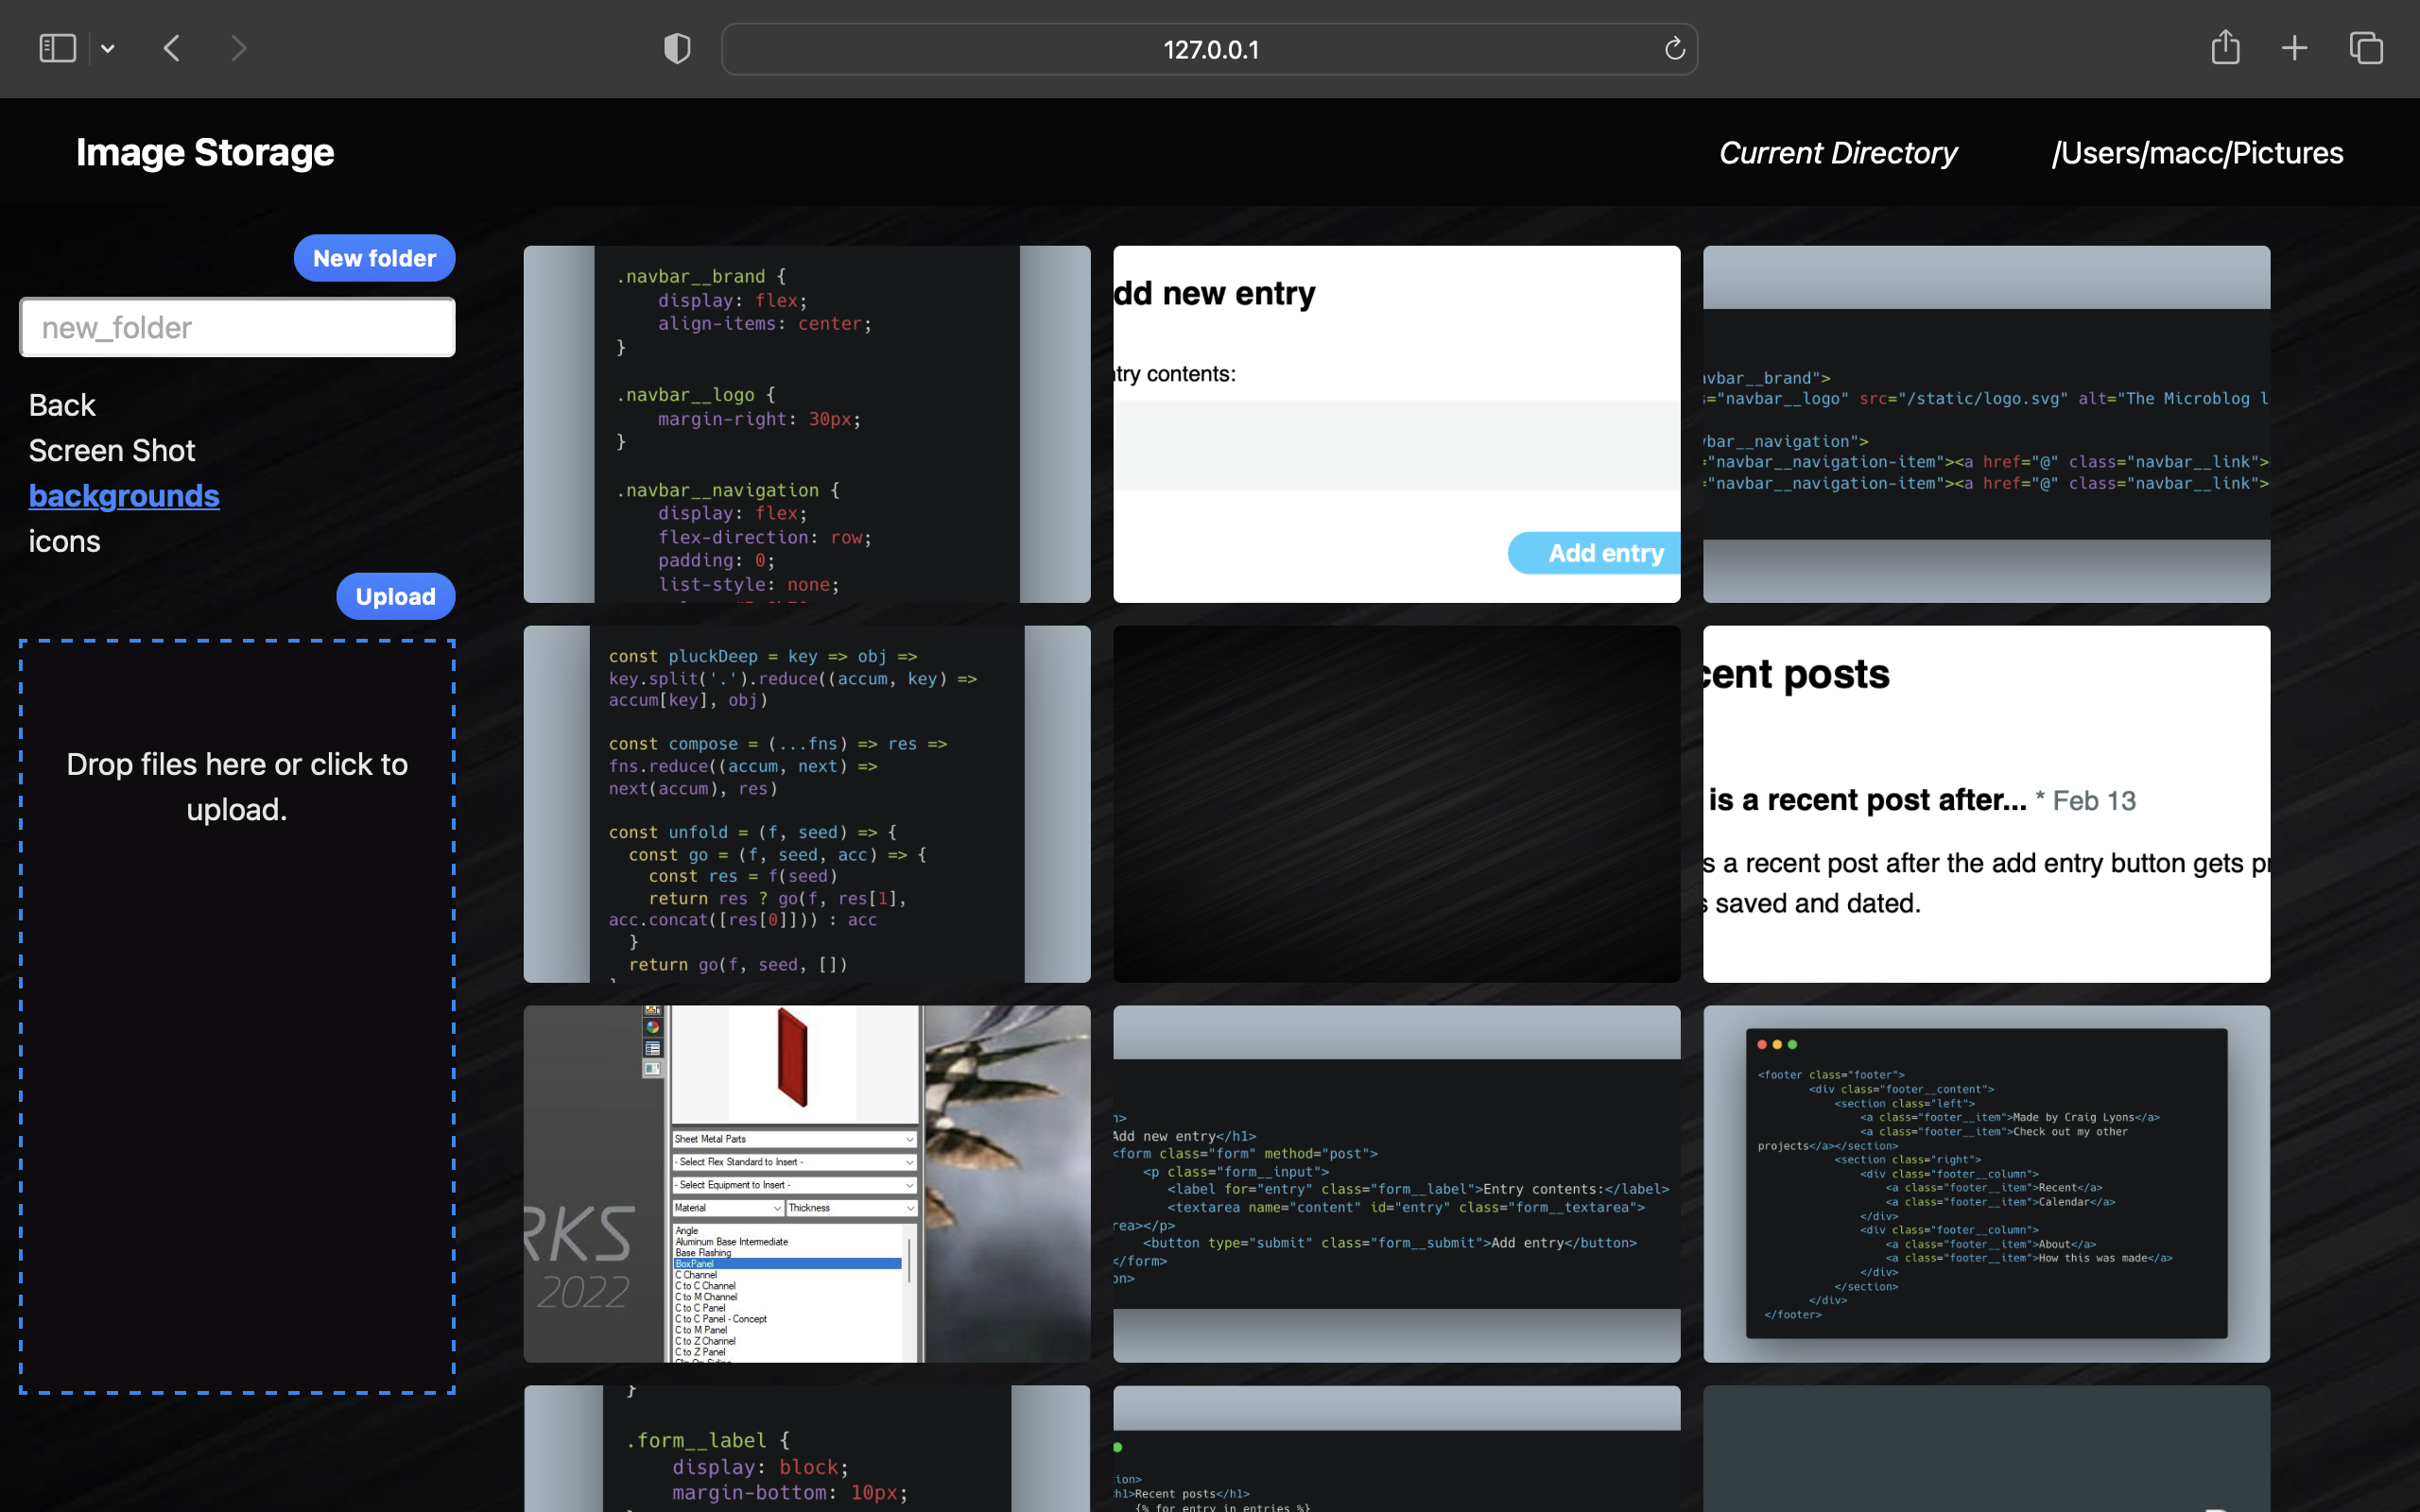 127.0.0.1
Image Storage
Current Directory
/Users/macc/Pictures
New folder
new_folder
Back
Screen Shot
backgrounds
icons
Upload
Drop files here or click to
upload.
.navbar__brand {
display: flex;
align-items: center;
}
.navbar__logo {
margin-right: 30px;
}
.navbar__navigation {
display: flex;
flex-direction: row;
padding: 0;
list-style: none;
dd new entry
try contents:
Add entry
avbar__brand">
s="navbar__logo" src="/static/logo.svg" alt="The Microblog l
vbar__navigation">
="navbar__navigation-item"><a href="@" class="navbar__link">
="navbar__navigation-item"><a href="@" class="navbar__link">
const pluckDeep = key => obj =>
key.split('.').reduce((accum, key) =>
accum[key], obj)
const compose = (...fns) => res =>
fns.reduce((accum, next) =>
next(accum), res)
const unfold = (f, seed) => {
const go = (f, seed, acc) => {
const res = f(seed)
return res ? go(f, res[1],
acc.concat([res[0]])) : acc
}
return go(f, seed, [])
cent posts
is a recent post after... * Feb 13
s a recent post after the add entry button gets pr
s saved and dated.
RKS
2022
Sheet Metal Parts
- Select Flex Standard to Insert -
- Select Equipment to Insert -
Material Thickness
Angle
Aluminum Base Intermediate
Base Flashing
BoxPanel
C Channel
C to C Channel
C to M Channel
C to C Panel
C to C Panel - Concept
C to M Panel
C to Z Channel
C to Z Panel
n>
Add new entry</h1>
<form class="form" method="post">
<p class="form__input">
<label for="entry" class="form__label">Entry contents:</label>
<textarea name="content" id="entry" class="form__textarea">
rea></p>
<button type="submit" class="form__submit">Add entry</button>
</form>
on>
<footer class="footer">
<div class="footer__content">
<section class="left">
<a class="footer__item">Made by Craig Lyons</a>
<a class="footer__item">Check out my other
projects</a></section>
<section class="right">
<div class="footer__column">
<a class="footer__item">Recent</a>
<a class="footer__item">Calendar</a>
</div>
<div class="footer__column">
<a class="footer__item">About</a>
<a class="footer__item">How this was made</a>
</div>
</section>
</div>
</footer>
}
.form__label {
display: block;
margin-bottom: 10px;
tion>
<h1>Recent posts</h1>
{% for entry in entries %}